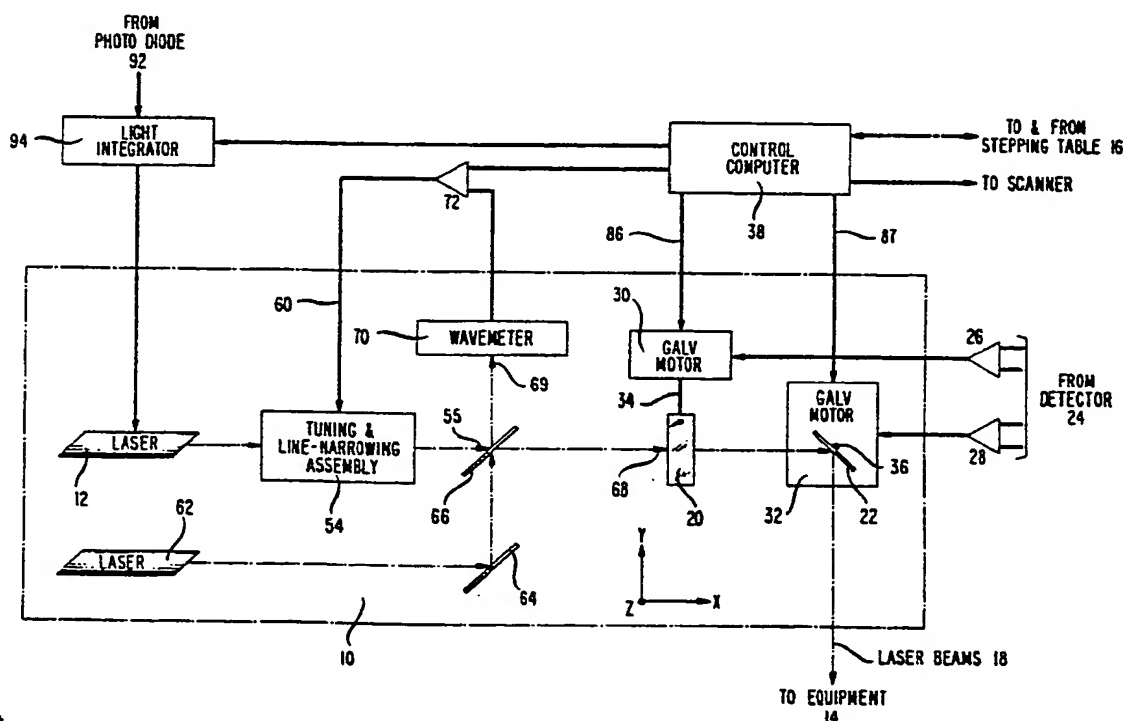 FROM
PHOTO DIODE
92
94
LIGHT
INTEGRATOR
CONTROL
COMPUTER
38
TO & FROM
STEPPING TABLE 16
TO SCANNER
72
86
87
60
30
GALV
MOTOR
70
WAVEMETER
69
26
FROM
DETECTOR
24
34
GALV
MOTOR
28
LASER
12
TUNING &
LINE-NARROWING
ASSEMBLY
54
55
66
68
20
36
32
22
62
LASER
64
Y
Z
X
10
LASER BEAMS 18
TO EQUIPMENT
14